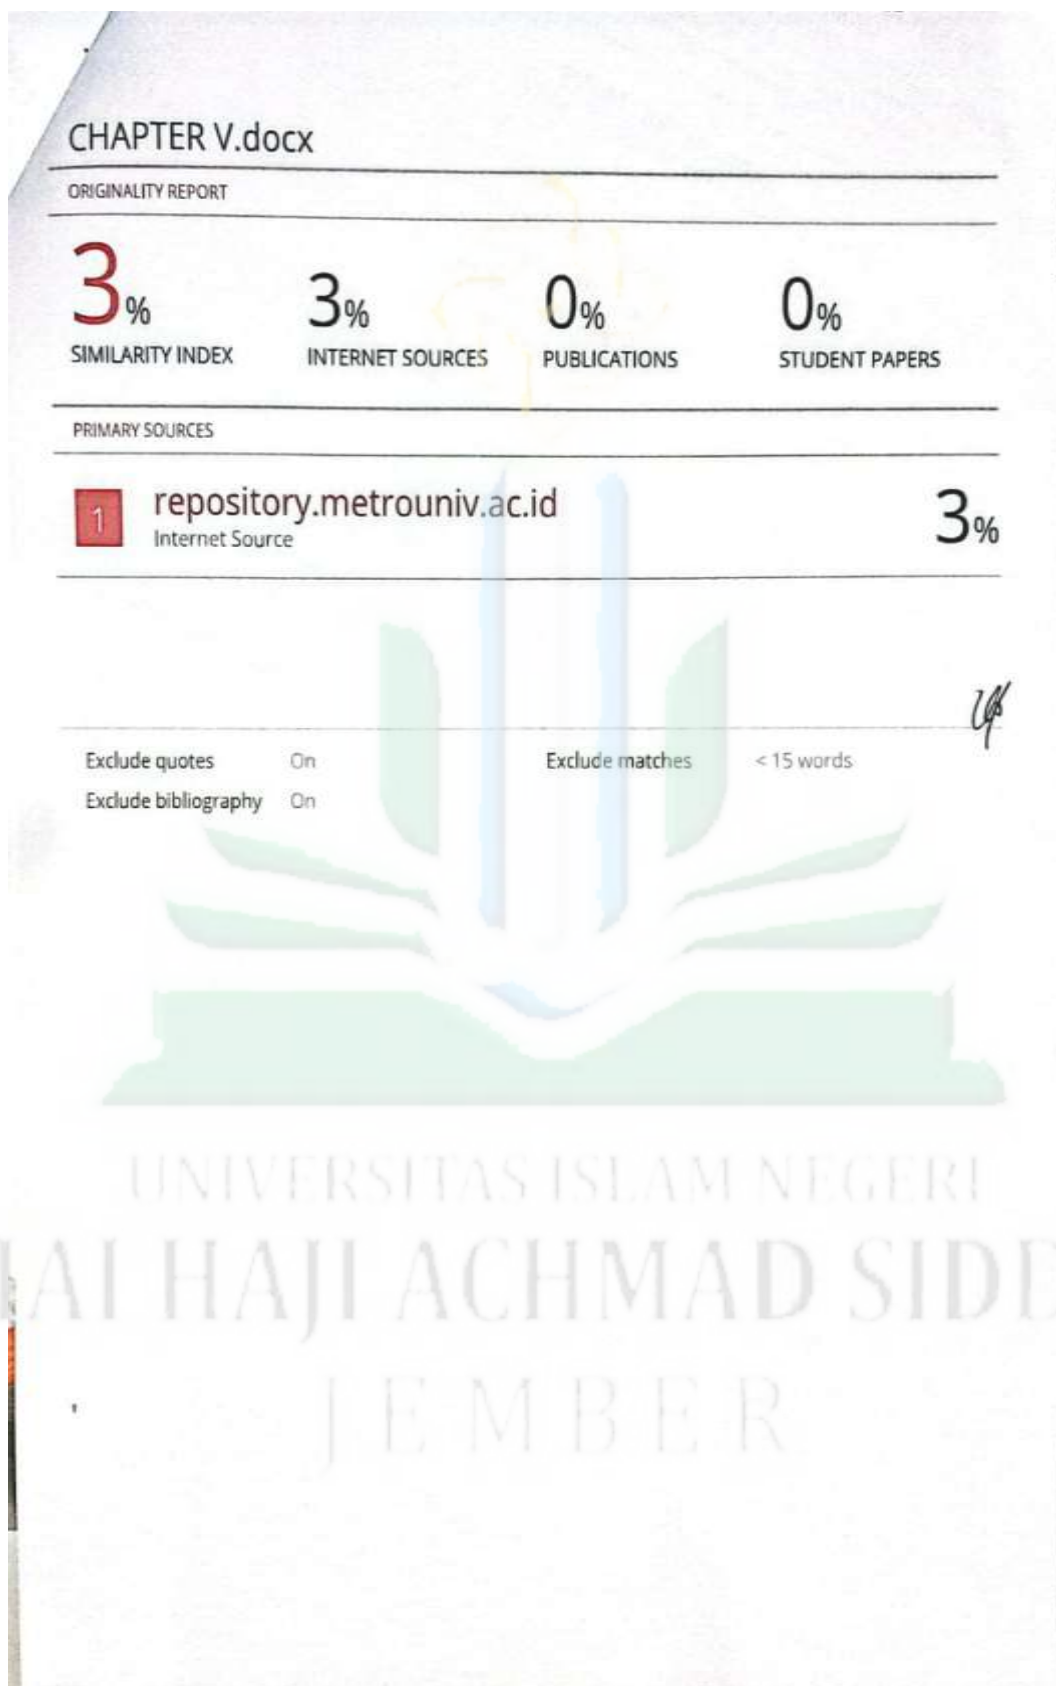 CHAPTER V.docx
ORIGINALITY REPORT
3% 3% 0% 0%
SIMILARITY INDEX INTERNET SOURCES PUBLICATIONS STUDENT PAPERS
PRIMARY SOURCES
1 repository.metrouniv.ac.id 3%
Internet Source
Exclude quotes On Exclude matches < 15 words
Exclude bibliography On
UNIVERSITAS ISLAM NEGERI
AI HAJI ACHMAD SIDD
JEMBER